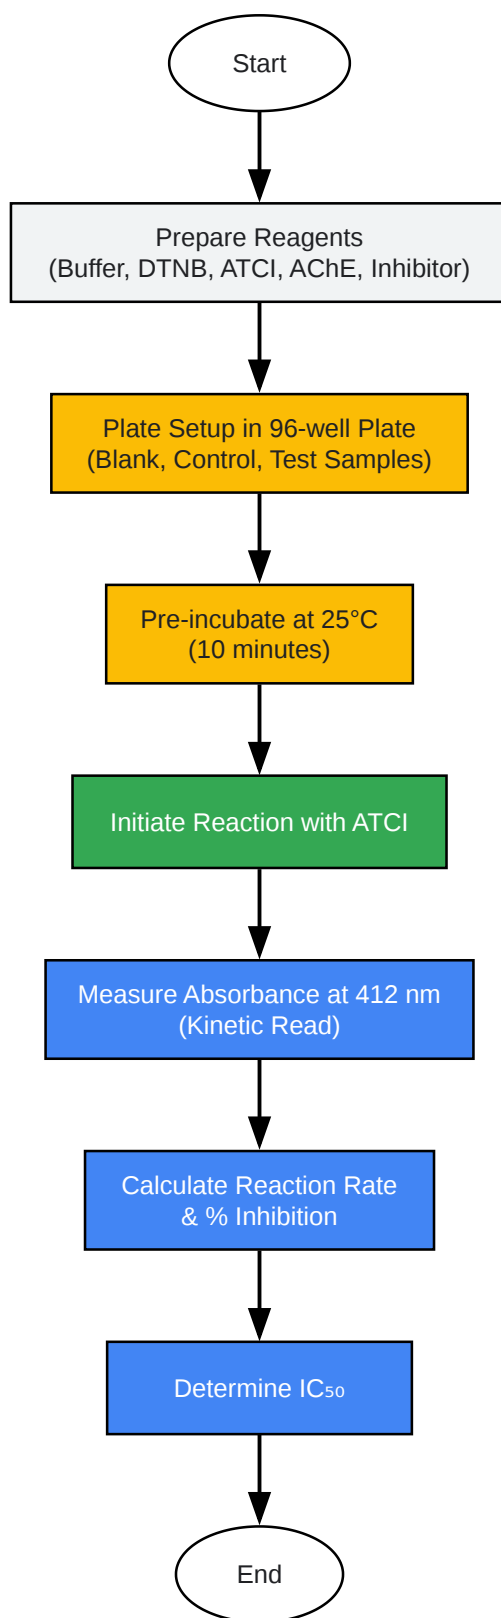 Start
Prepare Reagents
(Buffer, DTNB, ATCI, AChE, Inhibitor)
Plate Setup in 96-well Plate
(Blank, Control, Test Samples)
Pre-incubate at 25°C
(10 minutes)
Initiate Reaction with ATCI
Measure Absorbance at 412 nm
(Kinetic Read)
Calculate Reaction Rate
& % Inhibition
Determine IC₅₀
End